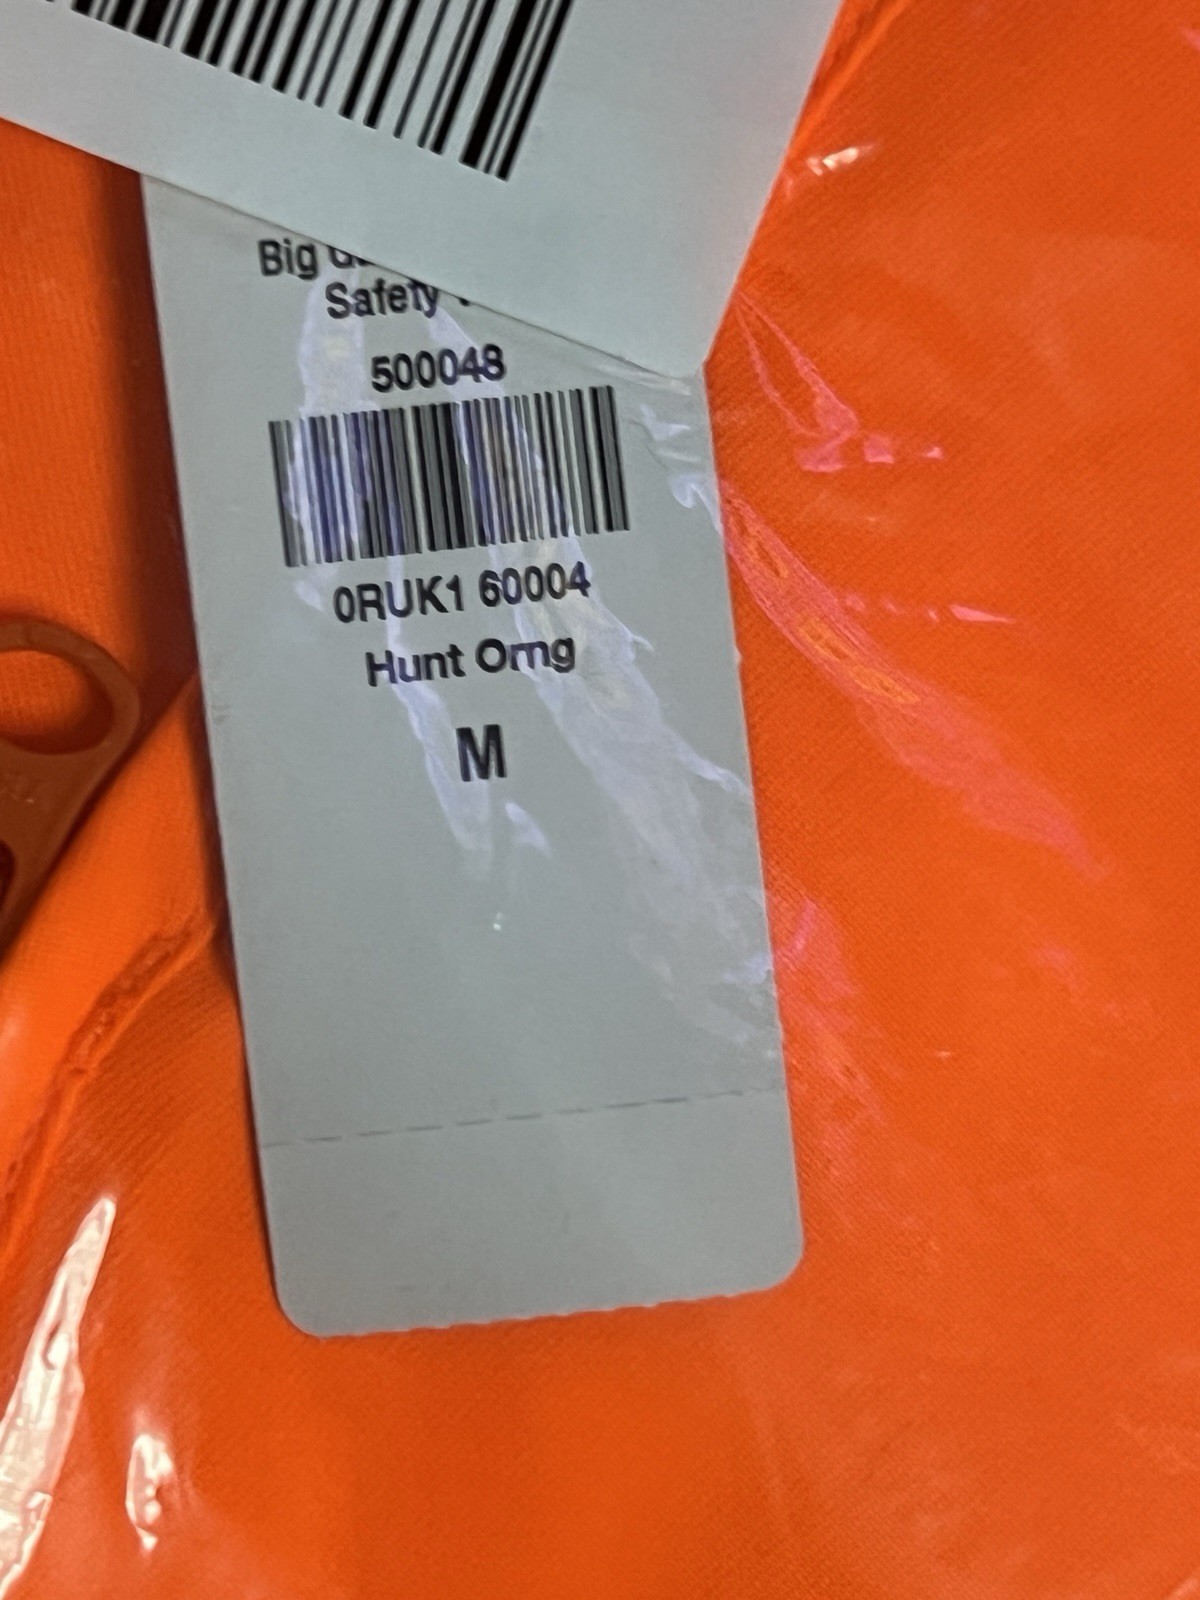 Big
Safety
500048
0RUK1 60004
Hunt Orng
M